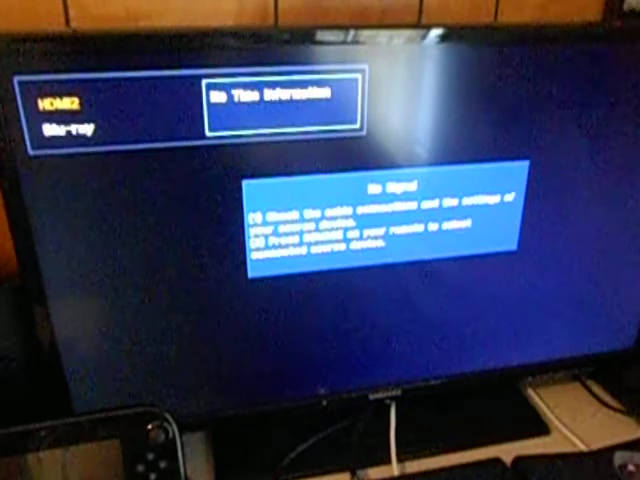 HDMI2
Blu-ray
No Time Information
No Signal
(1) Check the cable connections and the settings of
your source device.
(2) Press SOURCE on your remote to select
connected source device.
SAMSUNG